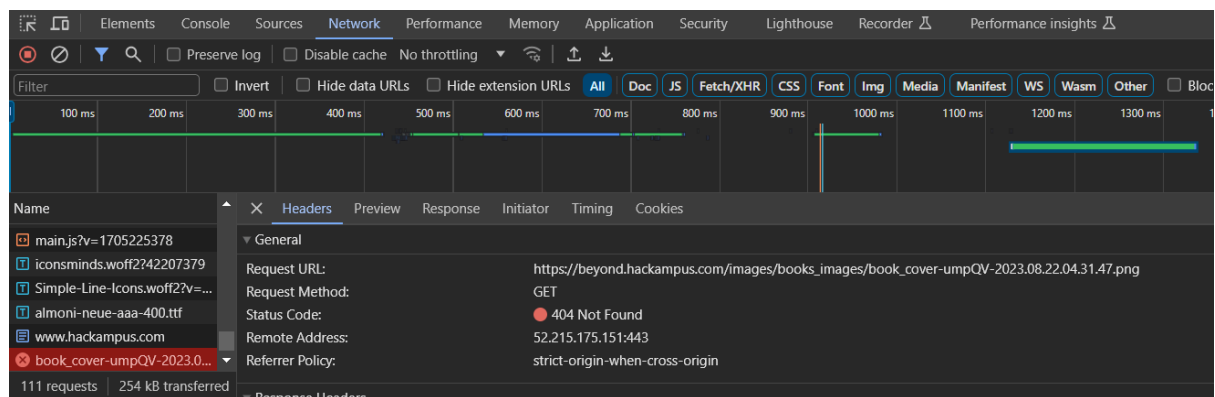 Elements Console Sources Network Performance Memory Application Security Lighthouse Recorder Performance insights
Preserve log Disable cache No throttling
Filter Invert Hide data URLs Hide extension URLs All Doc JS Fetch/XHR CSS Font Img Media Manifest WS Wasm Other Bloc
100 ms 200 ms 300 ms 400 ms 500 ms 600 ms 700 ms 800 ms 900 ms 1000 ms 1100 ms 1200 ms 1300 ms 1
Name Headers Preview Response Initiator Timing Cookies
main.js?v=1705225378 General
iconsminds.woff2?42207379 Request URL: https://beyond.hackampus.com/images/books_images/book_cover-umpQV-2023.08.22.04.31.47.png
Simple-Line-Icons.woff2?v=... Request Method: GET
almoni-neue-aaa-400.ttf Status Code: 404 Not Found
www.hackampus.com Remote Address: 52.215.175.151:443
book_cover-umpQV-2023.0... Referrer Policy: strict-origin-when-cross-origin
111 requests 254 kB transferred Response Headers